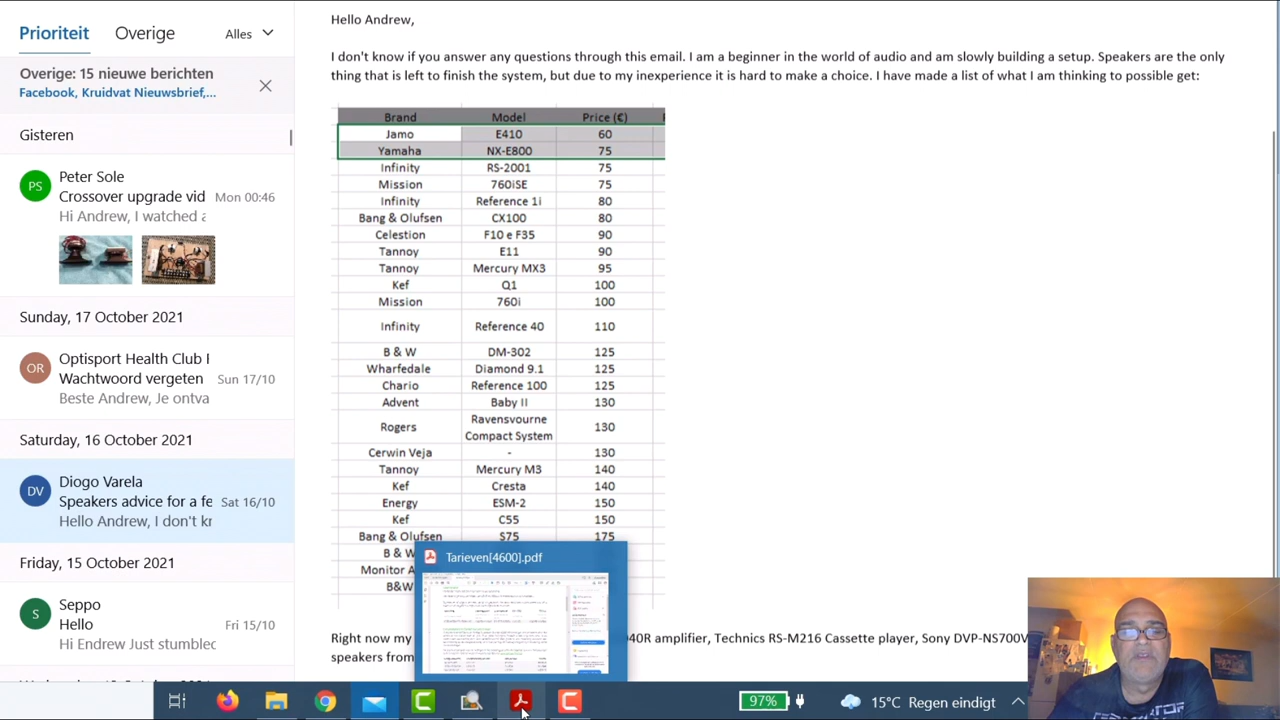 Prioriteit Overige Alles
Overige: 15 nieuwe berichten
Facebook, Kruidvat Nieuwsbrief,...
Gisteren
PS
Peter Sole
Crossover upgrade vid Mon 00:46
Hi Andrew, I watched a
Sunday, 17 October 2021
OR
Optisport Health Club I
Wachtwoord vergeten Sun 17/10
Beste Andrew, Je ontva
Saturday, 16 October 2021
DV
Diogo Varela
Speakers advice for a fe Sat 16/10
Hello Andrew, I don't kr
Friday, 15 October 2021
S
Seppo
Hello Fri 15/10
Hi Endrew Just stumblec
Hello Andrew,
I don't know if you answer any questions through this email. I am a beginner in the world of audio and am slowly building a setup. Speakers are the only
thing that is left to finish the system, but due to my inexperience it is hard to make a choice. I have made a list of what I am thinking to possible get:
Brand Model Price (€)
Jamo E410 60
Yamaha NX-E800 75
Infinity RS-2001 75
Mission 760iSE 75
Infinity Reference 1i 80
Bang & Olufsen CX100 80
Celestion F10 e F35 90
Tannoy E11 90
Tannoy Mercury MX3 95
Kef Q1 100
Mission 760i 100
Infinity Reference 40 110
B & W DM-302 125
Wharfedale Diamond 9.1 125
Chario Reference 100 125
Advent Baby II 130
Rogers Ravensvourne Compact System 130
Cerwin Veja - 130
Tannoy Mercury M3 140
Kef Cresta 140
Energy ESM-2 150
Kef C55 150
Bang & Olufsen S75 175
B & W
Monitor A
B&W
Tarieven[4600].pdf
Right now my 40R amplifier, Technics RS-M216 Cassette player, Sony DVP-NS700V
speakers from
97% 15°C Regen eindigt